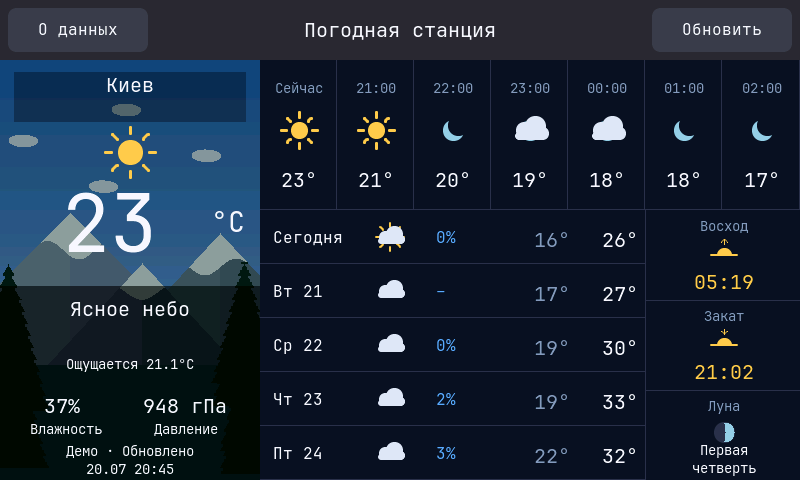 О данных
Погодная станция
Обновить
Киев
23 °C
Ясное небо
Ощущается 21.1°C
37% 948 гПа
Влажность Давление
Демо · Обновлено
20.07 20:45
Сейчас 21:00 22:00 23:00 00:00 01:00 02:00
23° 21° 20° 19° 18° 18° 17°
Сегодня 0% 16° 26°
Вт 21 – 17° 27°
Ср 22 0% 19° 30°
Чт 23 2% 19° 33°
Пт 24 3% 22° 32°
Восход
05:19
Закат
21:02
Луна
Первая
четверть